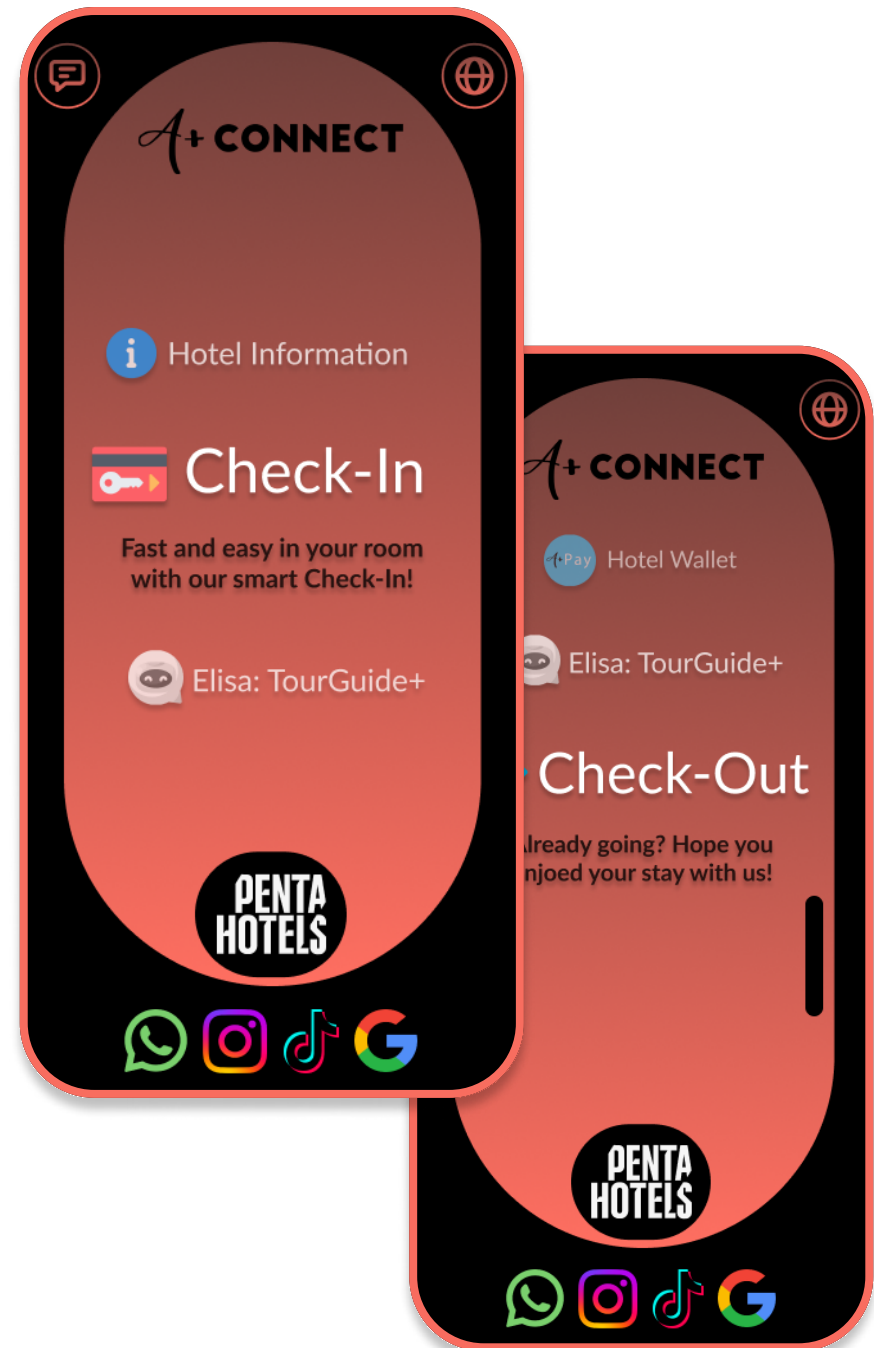 A+ CONNECT
Hotel Information
Check-In
Fast and easy in your room
with our smart Check-In!
Elisa: TourGuide+
PENTA
HOTELS
A+ CONNECT
A+Pay Hotel Wallet
Elisa: TourGuide+
Check-Out
lready going? Hope you
njoed your stay with us!
PENTA
HOTELS